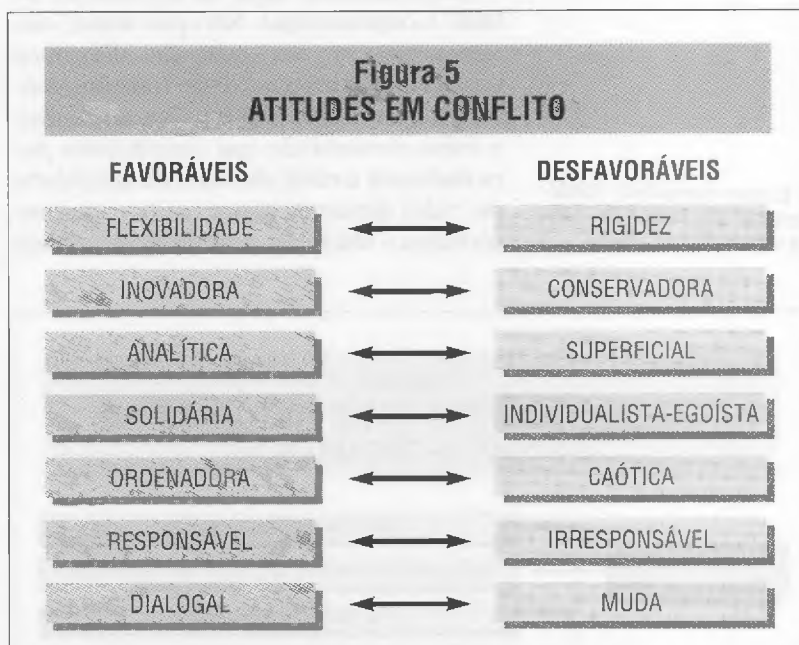 Figura 5
ATITUDES EM CONFLITO
FAVORÁVEIS DESFAVORÁVEIS
FLEXIBILIDADE RIGIDEZ
INOVADORA CONSERVADORA
ANALÍTICA SUPERFICIAL
SOLIDÁRIA INDIVIDUALISTA-EGOÍSTA
ORDENADORA CAÓTICA
RESPONSÁVEL IRRESPONSÁVEL
DIALOGAL MUDA